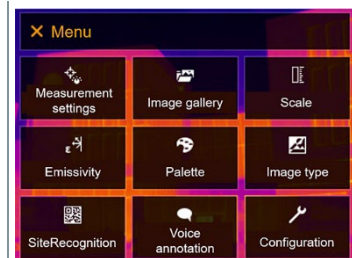 Menu
Measurement
settings
Image gallery
Scale
ε
Emissivity
Palette
Image type
SiteRecognition
Voice
annotation
Configuration